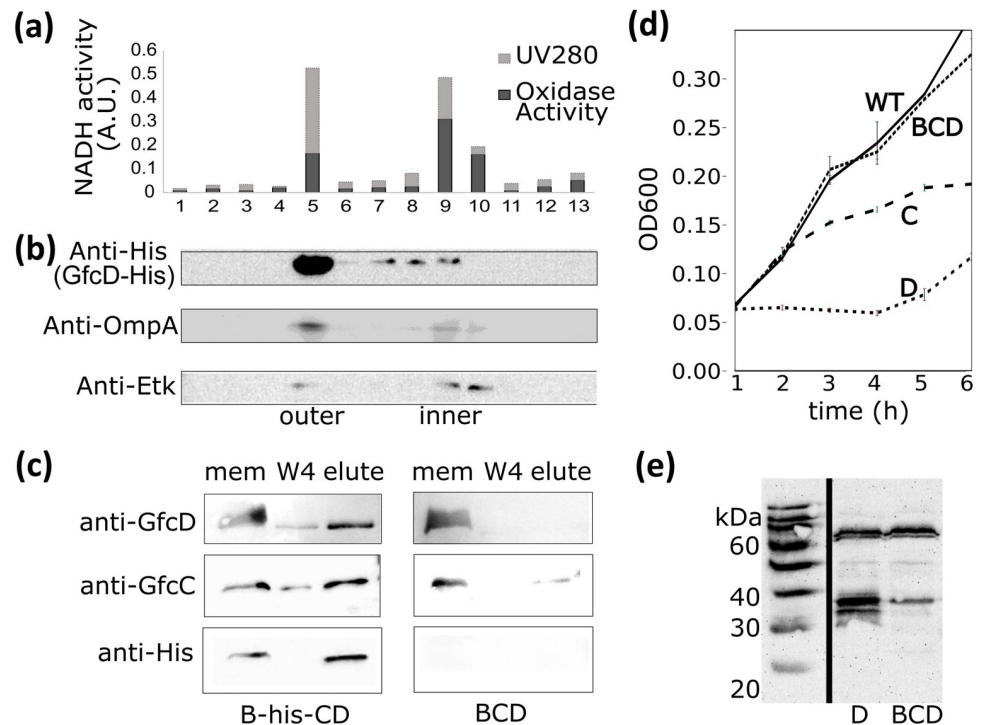 (a)
NADH activity
(A.U.)
0.6
0.5
0.4
0.3
0.2
0.1
0
UV280
Oxidase
Activity
1 2 3 4 5 6 7 8 9 10 11 12 13
(b)
Anti-His
(GfcD-His)
Anti-OmpA
Anti-Etk
outer inner
(c)
mem W4 elute mem W4 elute
anti-GfcD
anti-GfcC
anti-His
B-his-CD BCD
(d)
OD600
0.30
0.25
0.20
0.15
0.10
0.05
0.00
WT
BCD
C
D
1 2 3 4 5 6
time (h)
(e)
kDa
60
40
30
20
D BCD